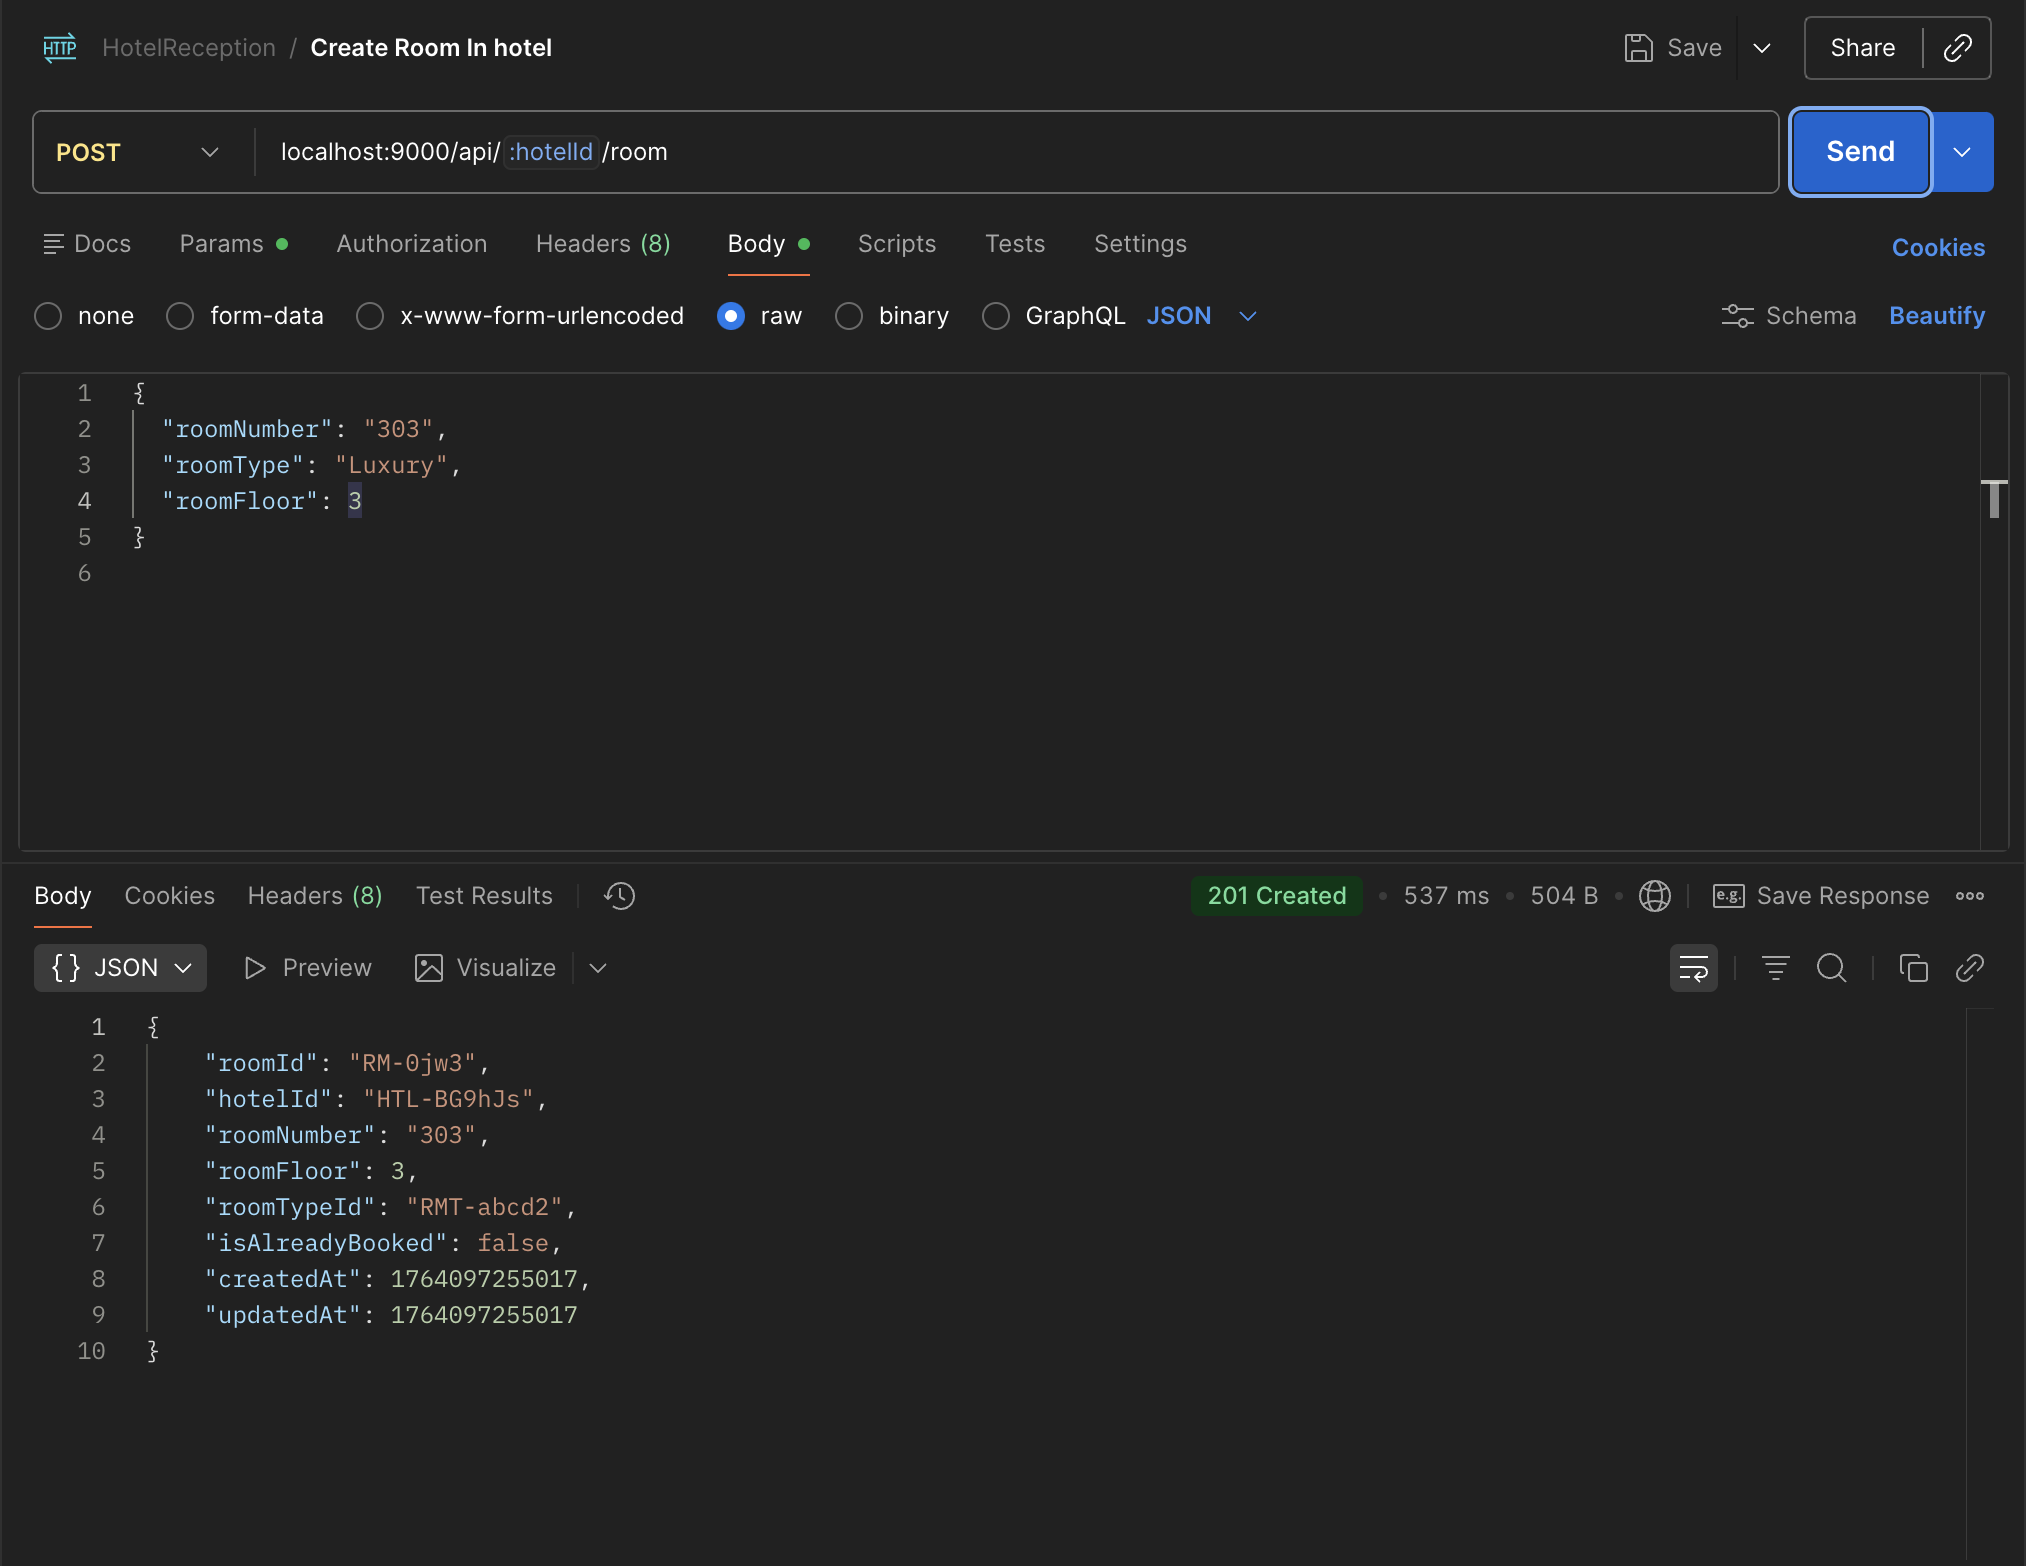 HTTP HotelReception / Create Room In hotel Save Share
POST localhost:9000/api/ :hotelId /room Send
Docs Params Authorization Headers (8) Body Scripts Tests Settings Cookies
none form-data x-www-form-urlencoded raw binary GraphQL JSON Schema Beautify
1 {
2 "roomNumber": "303",
3 "roomType": "Luxury",
4 "roomFloor": 3
5 }
6
Body Cookies Headers (8) Test Results 201 Created • 537 ms • 504 B • e.g. Save Response
{} JSON Preview Visualize
1 {
2 "roomId": "RM-0jw3",
3 "hotelId": "HTL-BG9hJs",
4 "roomNumber": "303",
5 "roomFloor": 3,
6 "roomTypeId": "RMT-abcd2",
7 "isAlreadyBooked": false,
8 "createdAt": 1764097255017,
9 "updatedAt": 1764097255017
10 }